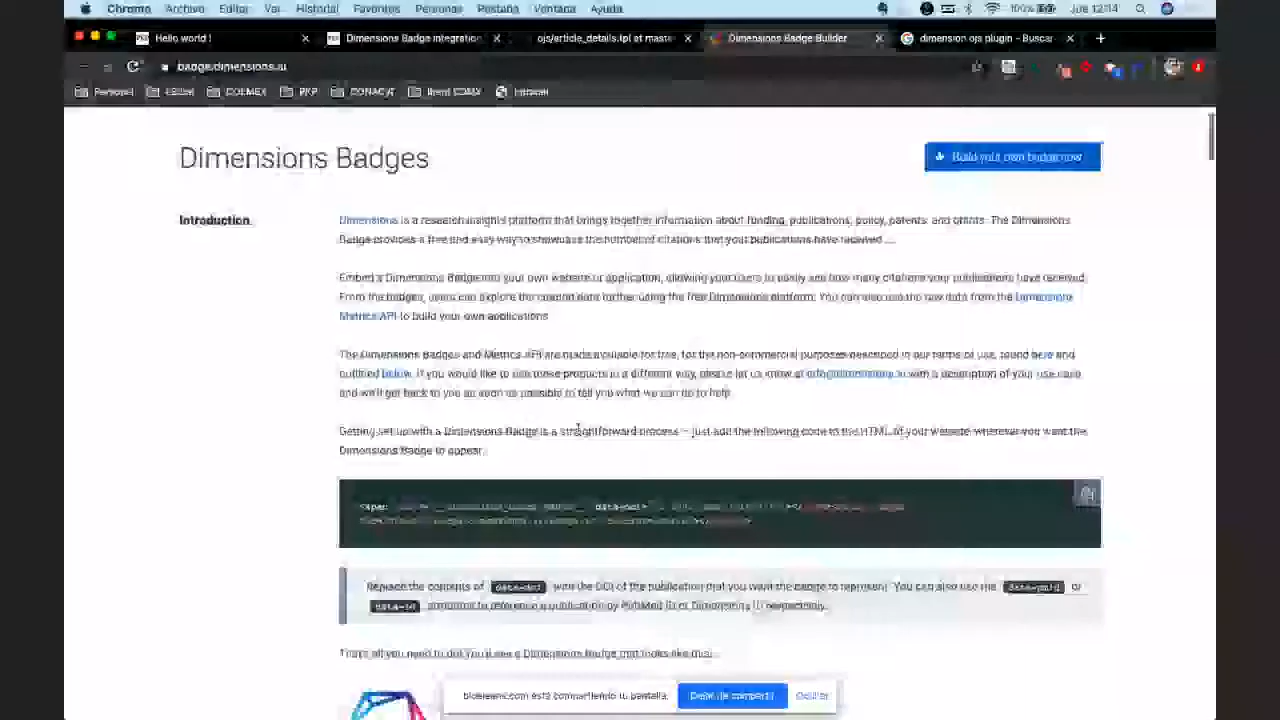 Chrome Archivo Editar Ver Historial Favoritos Personas Pestaña Ventana Ayuda 100% Jue 12:14
Hello world ! Dimensions Badge integration ojs/article_details.tpl at maste Dimensions Badge Builder dimension ojs plugin - Buscar
badge.dimensions.ai
Personal COLMEX PKP CONACyT
Dimensions Badges
Build your own badge now
Introduction
Dimensions is a research insights platform that brings together information about funding, publications, policy, patents and grants. The Dimensions
Badge provides a free and easy way to showcase the number of citations that your publications have received
Embed a Dimensions Badge into your own website or application, allowing your users to easily see how many citations your publications have received.
From the badges, users can explore the citation data further using the free Dimensions platform. You can also use the raw data from the Dimensions
Metrics API to build your own applications
The Dimensions Badges and Metrics API are made available for free, for the non-commercial purposes described in our terms of use, found here and
outlined below. If you would like to use these products in a different way, please let us know at info@dimensions.ai with a description of your use case
and we'll get back to you as soon as possible to tell you what we can do to help
Getting set up with a Dimensions Badge is a straightforward process – just add the following code to the HTML of your website wherever you want the
Dimensions Badge to appear.
<span data-doi=
Replace the contents of data-doi with the DOI of the publication that you want the badge to represent. You can also use the data-pmid or
data-id attributes to reference a publication by PubMed ID or Dimensions ID respectively.
That's all you need to do! You'll see a Dimensions Badge that looks like this:
está compartiendo tu pantalla. Dejar de compartir Ocultar